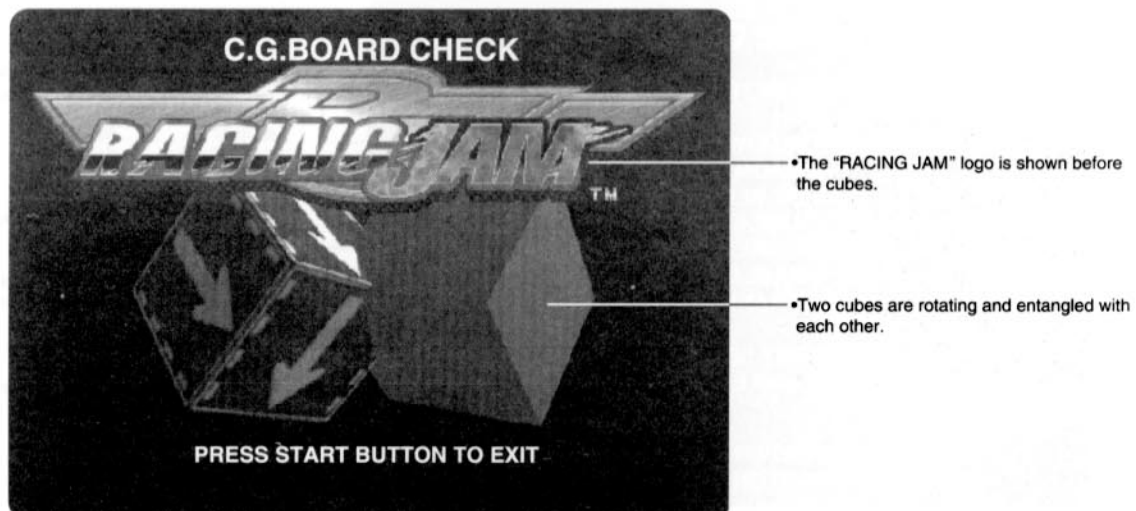 C.G.BOARD CHECK
RACING JAM
TM
•The “RACING JAM” logo is shown before
the cubes.
•Two cubes are rotating and entangled with
each other.
PRESS START BUTTON TO EXIT